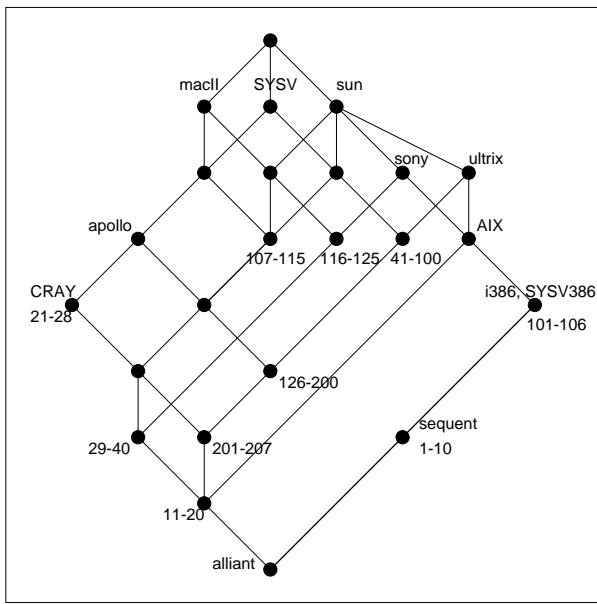 macII
SYSV
sun
sony
ultrix
apollo
AIX
107-115
116-125
41-100
CRAY
21-28
i386, SYSV386
101-106
126-200
29-40
201-207
sequent
1-10
11-20
alliant